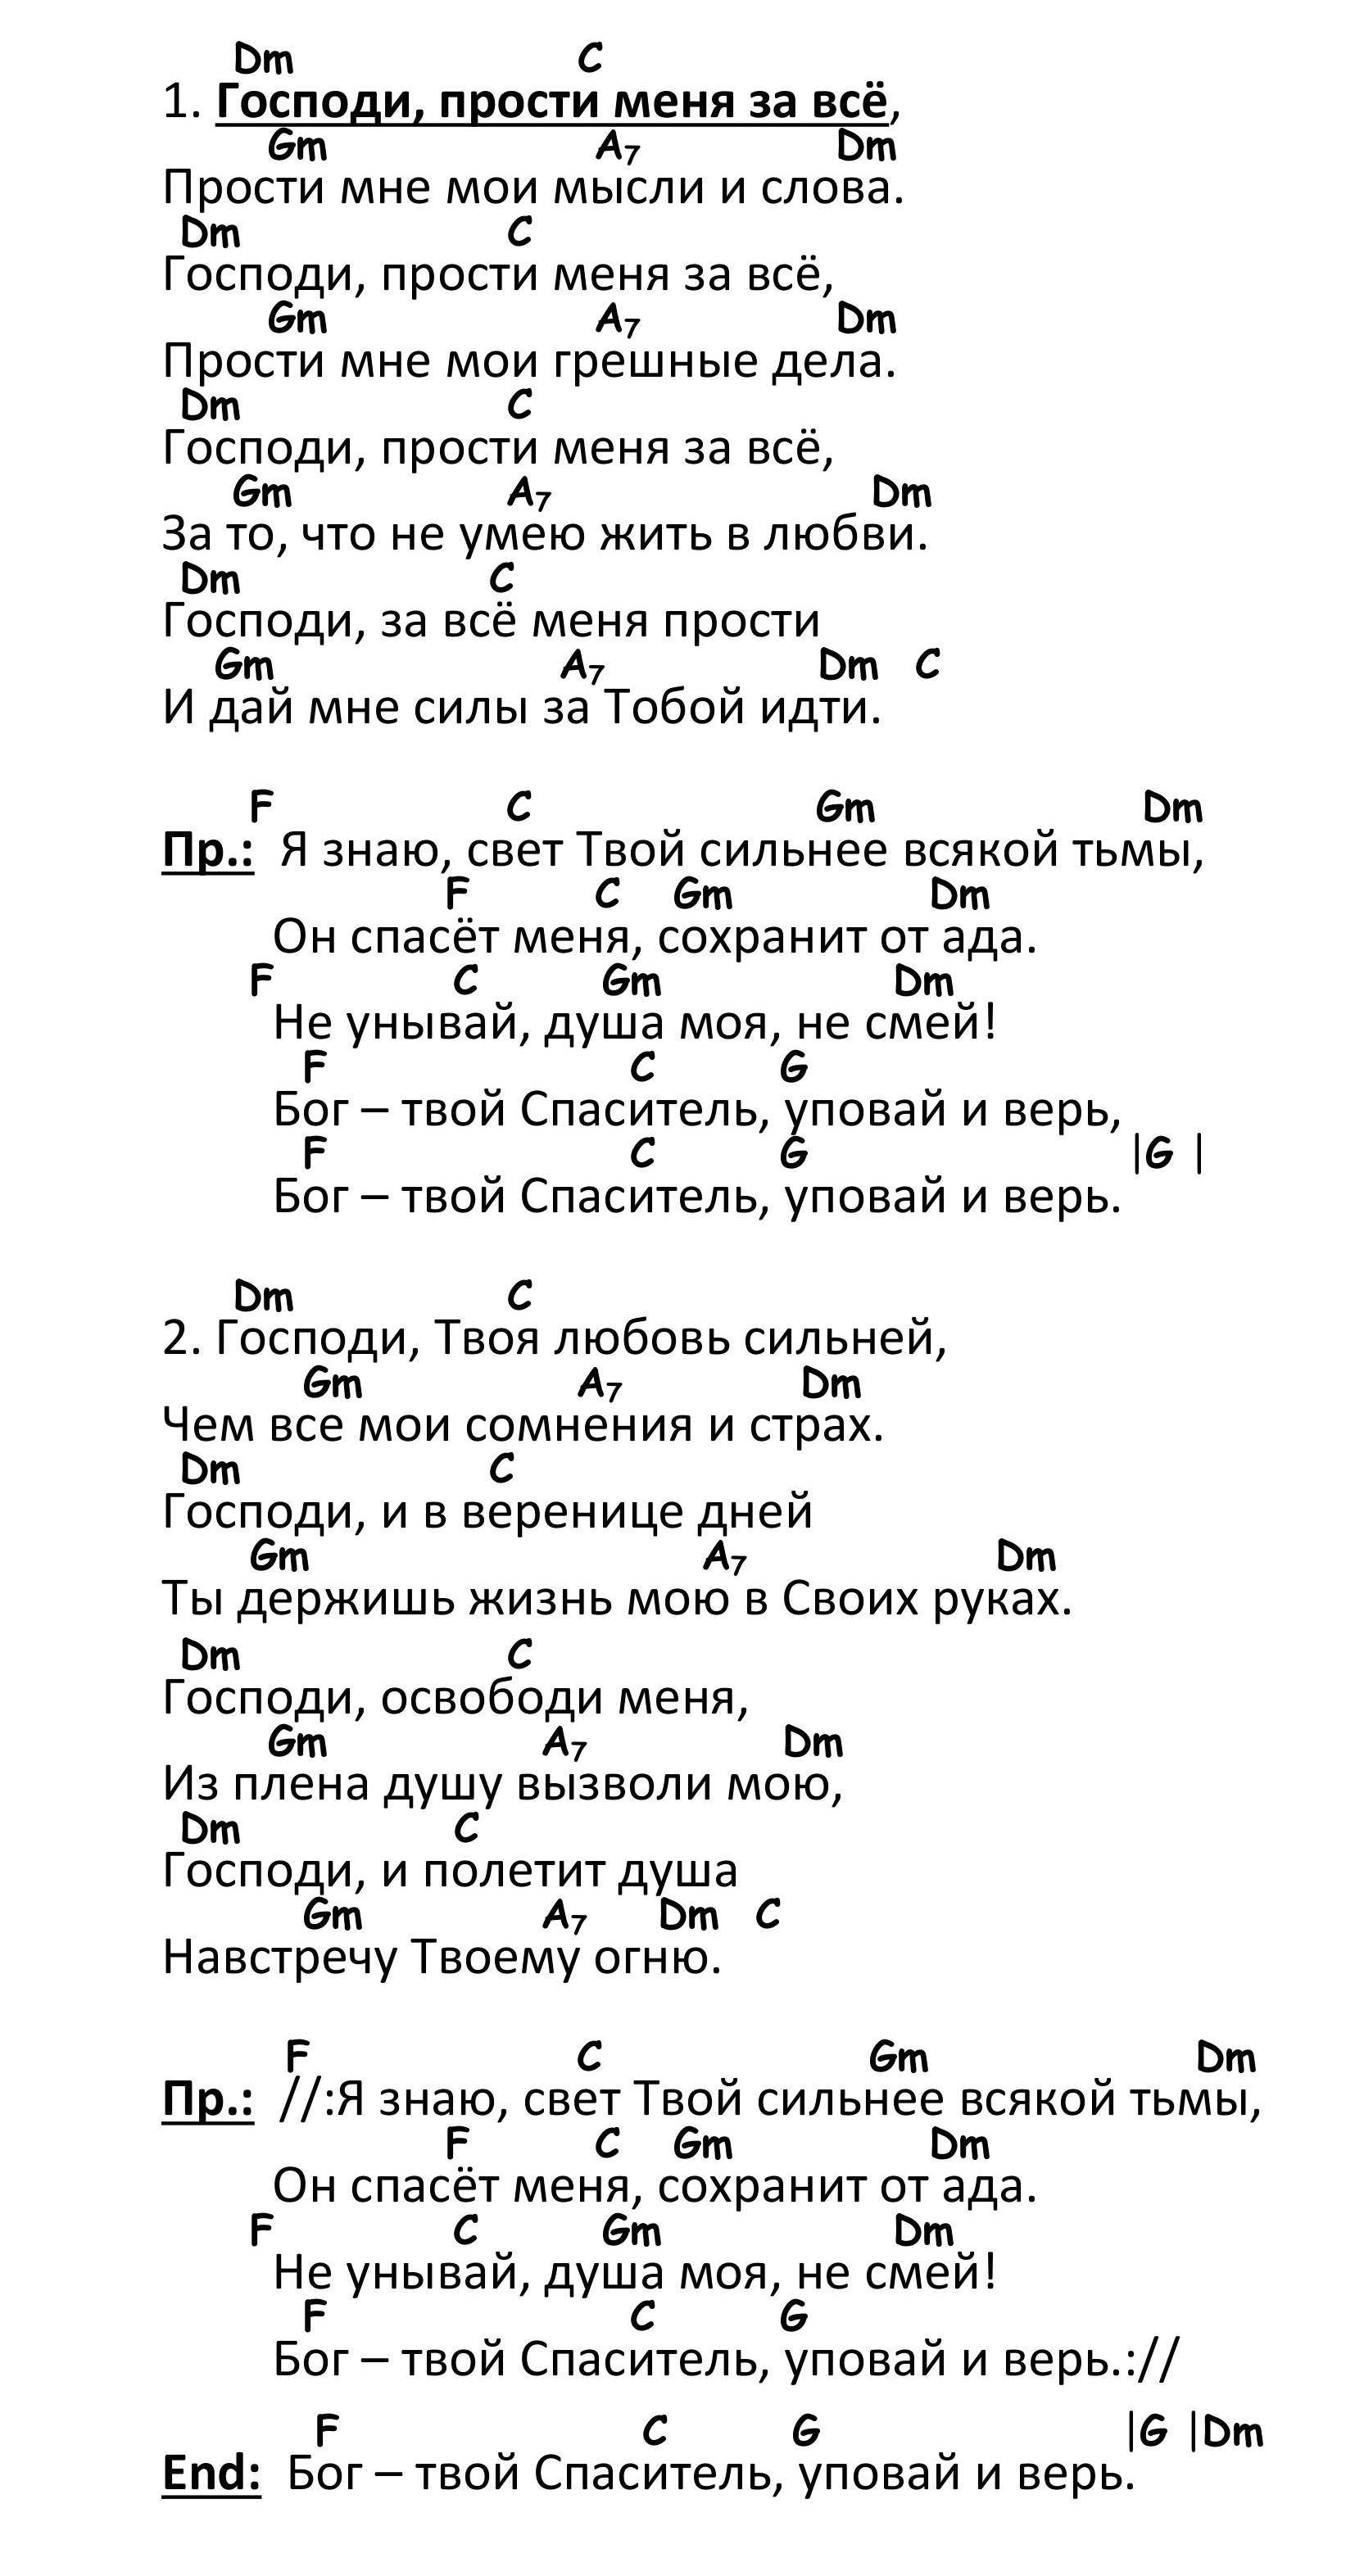 Dm C
1. Господи, прости меня за всё,
Gm A7 Dm
Прости мне мои мысли и слова.
Dm C
Господи, прости меня за всё,
Gm A7 Dm
Прости мне мои грешные дела.
Dm C
Господи, прости меня за всё,
Gm A7 Dm
За то, что не умею жить в любви.
Dm C
Господи, за всё меня прости
Gm A7 Dm C
И дай мне силы за Тобой идти.
F C Gm Dm
Пр.: Я знаю, свет Твой сильнее всякой тьмы,
F C Gm Dm
Он спасёт меня, сохранит от ада.
F C Gm Dm
Не унывай, душа моя, не смей!
F C G
Бог – твой Спаситель, уповай и верь,
F C G |G |
Бог – твой Спаситель, уповай и верь.
Dm C
2. Господи, Твоя любовь сильней,
Gm A7 Dm
Чем все мои сомнения и страх.
Dm C
Господи, и в веренице дней
Gm A7 Dm
Ты держишь жизнь мою в Своих руках.
Dm C
Господи, освободи меня,
Gm A7 Dm
Из плена душу вызволи мою,
Dm C
Господи, и полетит душа
Gm A7 Dm C
Навстречу Твоему огню.
F C Gm Dm
Пр.: //:Я знаю, свет Твой сильнее всякой тьмы,
F C Gm Dm
Он спасёт меня, сохранит от ада.
F C Gm Dm
Не унывай, душа моя, не смей!
F C G
Бог – твой Спаситель, уповай и верь.://
F C G |G |Dm
End: Бог – твой Спаситель, уповай и верь.